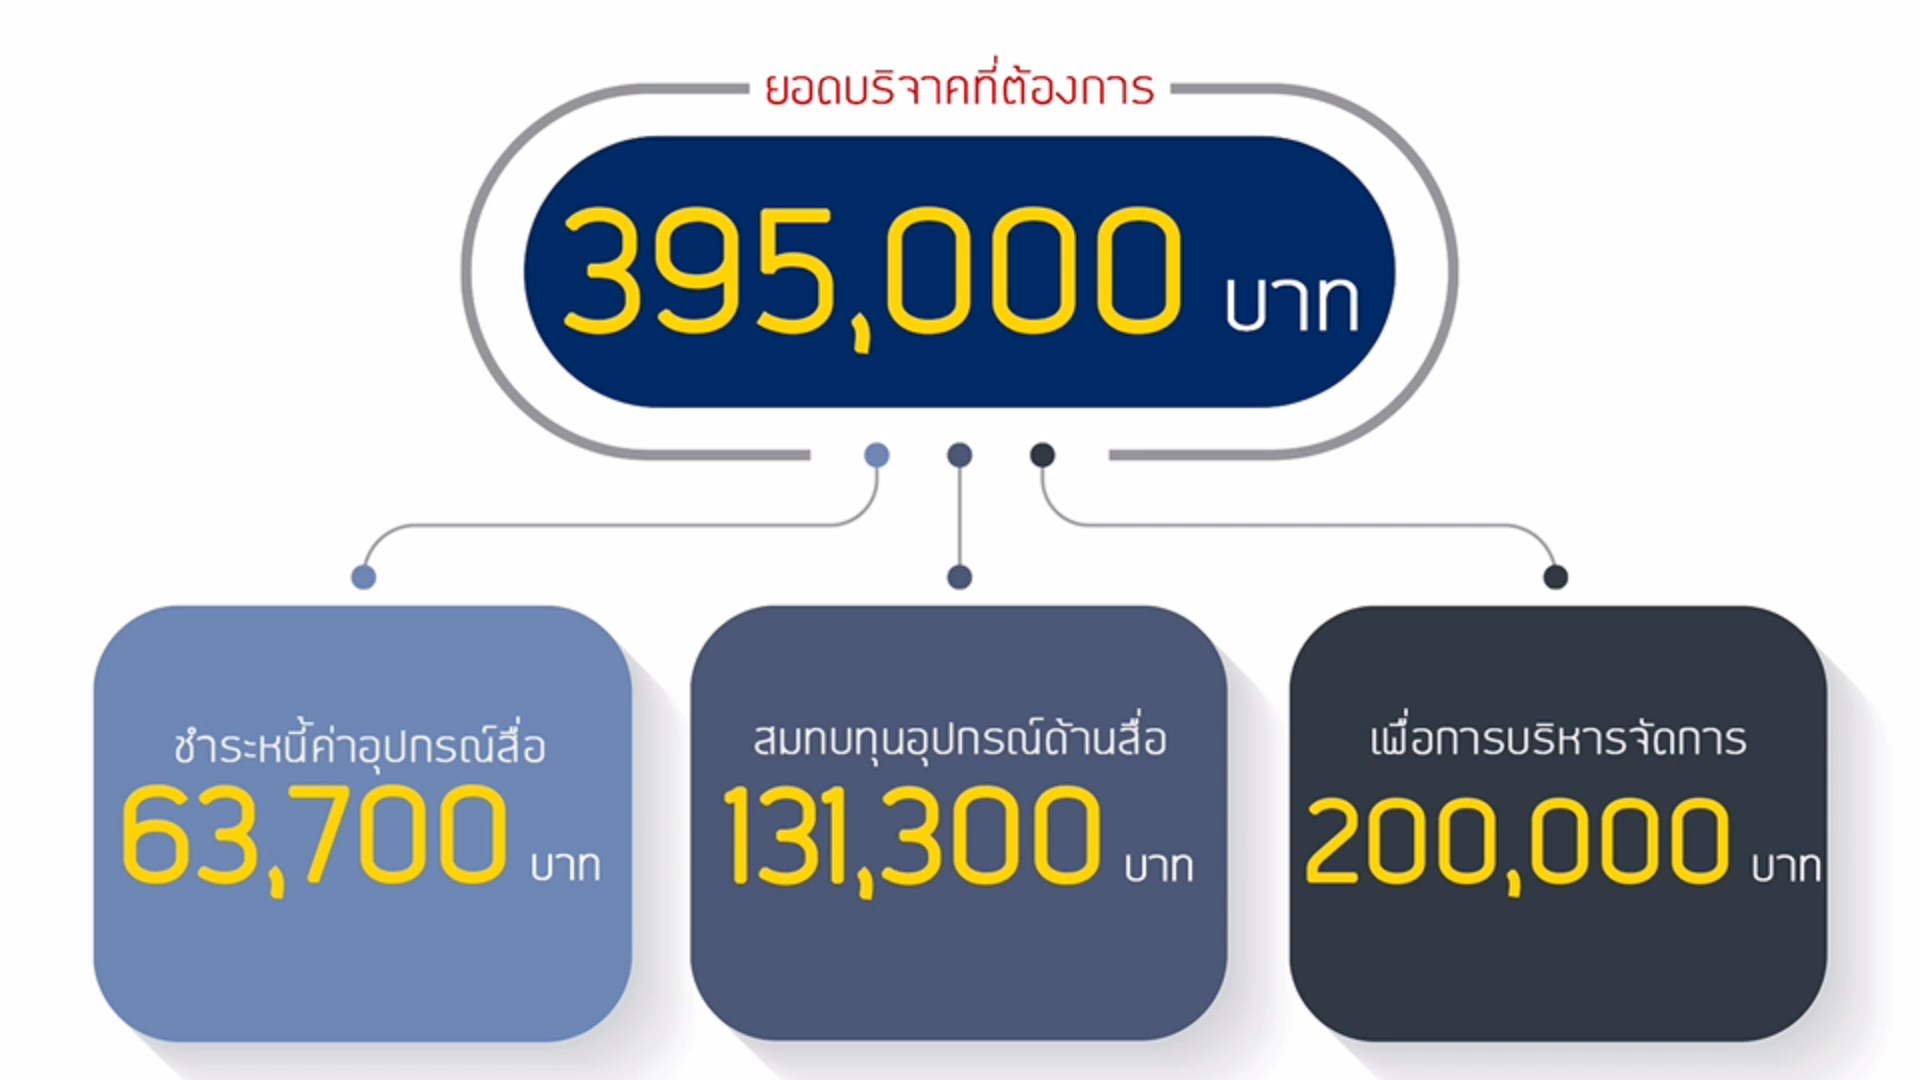 ยอดบริจาคที่ต้องการ
395,000 บาท
ชำระหนี้ค่าอุปกรณ์สื่อ
63,700 บาท
สมทบทุนอุปกรณ์ด้านสื่อ
131,300 บาท
เพื่อการบริหารจัดการ
200,000 บาท